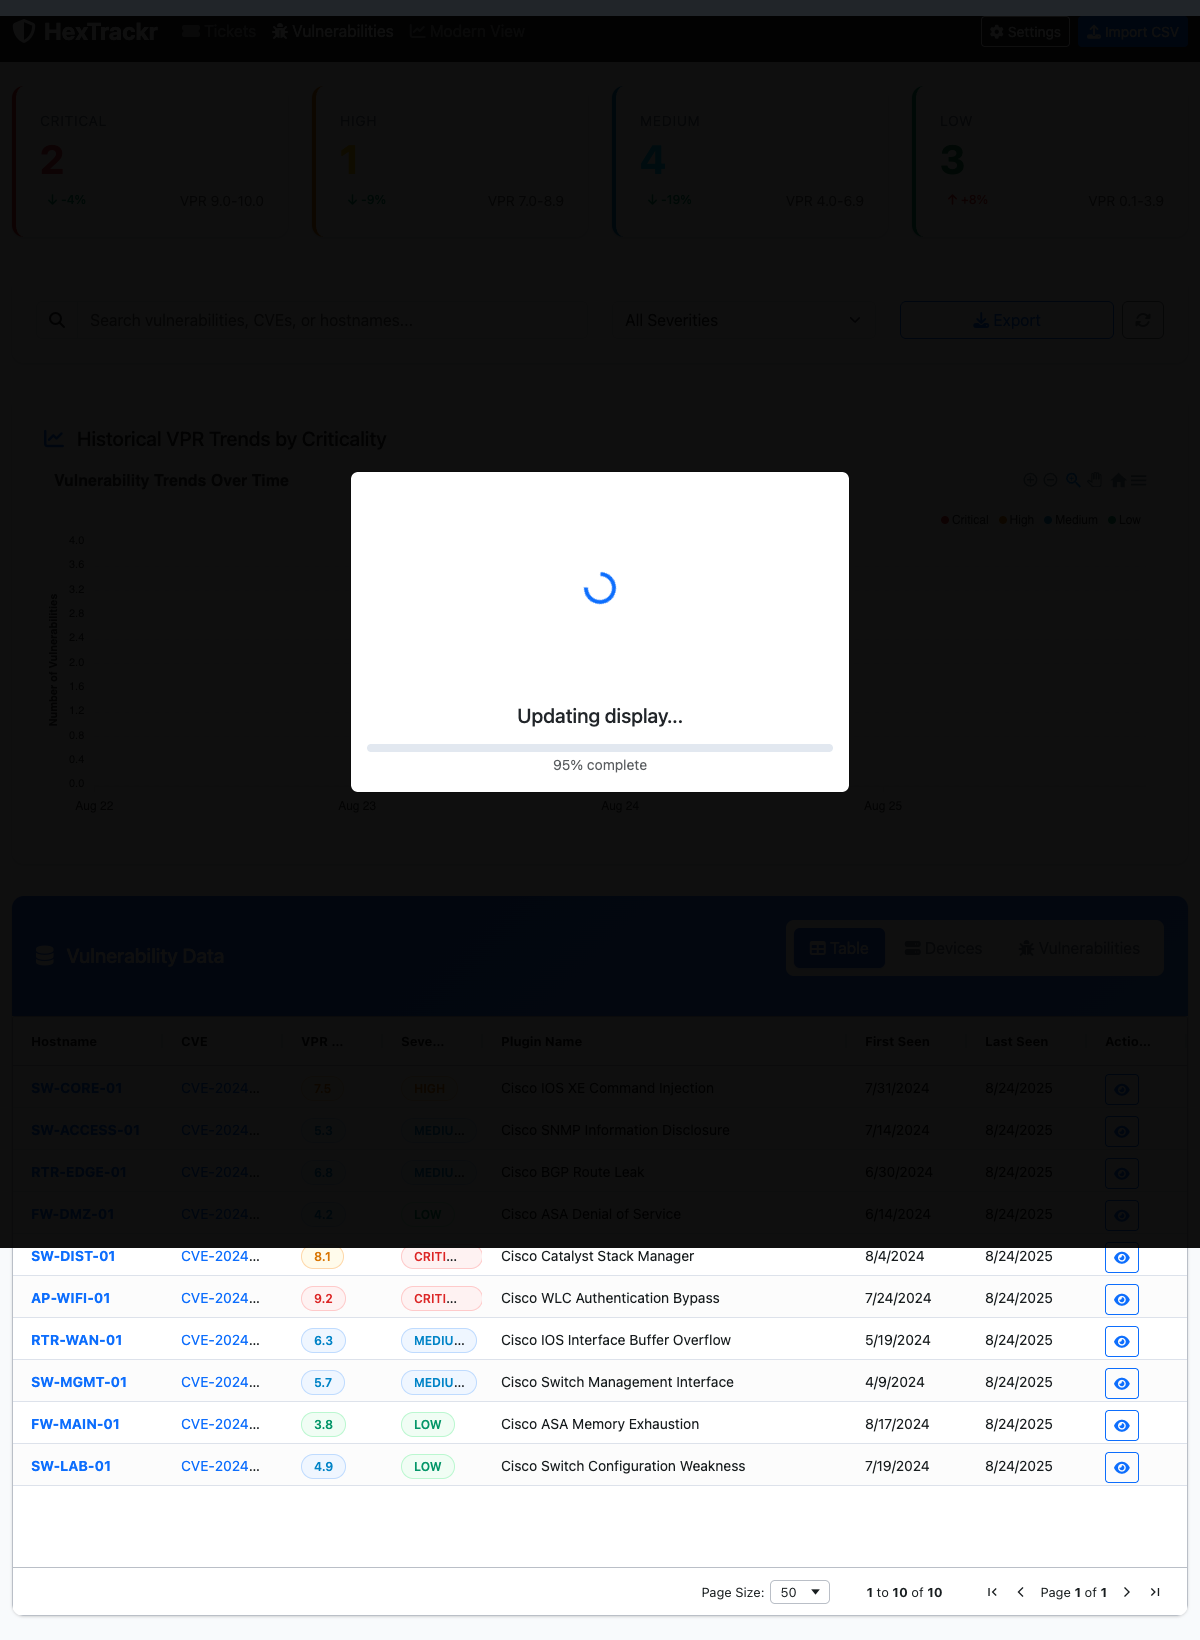 HexTrackr Tickets Vulnerabilities Modern View Settings Import CSV
CRITICAL HIGH MEDIUM LOW
2 1 4 3
-4% VPR 9.0-10.0 -9% VPR 7.0-8.9 -19% VPR 4.0-6.9 +8% VPR 0.1-3.9
Search vulnerabilities, CVEs, or hostnames... All Severities Export
Historical VPR Trends by Criticality
Vulnerability Trends Over Time
Critical High Medium Low
Number of Vulnerabilities
4.0
3.6
3.2
2.8
2.4
2.0
1.6
1.2
0.8
0.4
0.0
Aug 22 Aug 23 Aug 24 Aug 25
Updating display...
95% complete
Vulnerability Data Table Devices Vulnerabilities
Hostname CVE VPR ... Seve... Plugin Name First Seen Last Seen Actio...
SW-CORE-01 CVE-2024... HIGH Cisco IOS XE Command Injection 7/31/2024 8/24/2025
SW-ACCESS-01 CVE-2024... MEDIU... Cisco SNMP Information Disclosure 7/14/2024 8/24/2025
RTR-EDGE-01 CVE-2024... 6.8 MEDIU... Cisco BGP Route Leak 6/30/2024 8/24/2025
FW-DMZ-01 CVE-2024... 4.2 LOW Cisco ASA Denial of Service 6/14/2024 8/24/2025
SW-DIST-01 CVE-2024... 8.1 CRITI... Cisco Catalyst Stack Manager 8/4/2024 8/24/2025
AP-WIFI-01 CVE-2024... 9.2 CRITI... Cisco WLC Authentication Bypass 7/24/2024 8/24/2025
RTR-WAN-01 CVE-2024... 6.3 MEDIU... Cisco IOS Interface Buffer Overflow 5/19/2024 8/24/2025
SW-MGMT-01 CVE-2024... 5.7 MEDIU... Cisco Switch Management Interface 4/9/2024 8/24/2025
FW-MAIN-01 CVE-2024... 3.8 LOW Cisco ASA Memory Exhaustion 8/17/2024 8/24/2025
SW-LAB-01 CVE-2024... 4.9 LOW Cisco Switch Configuration Weakness 7/19/2024 8/24/2025
Page Size: 50 1 to 10 of 10 Page 1 of 1